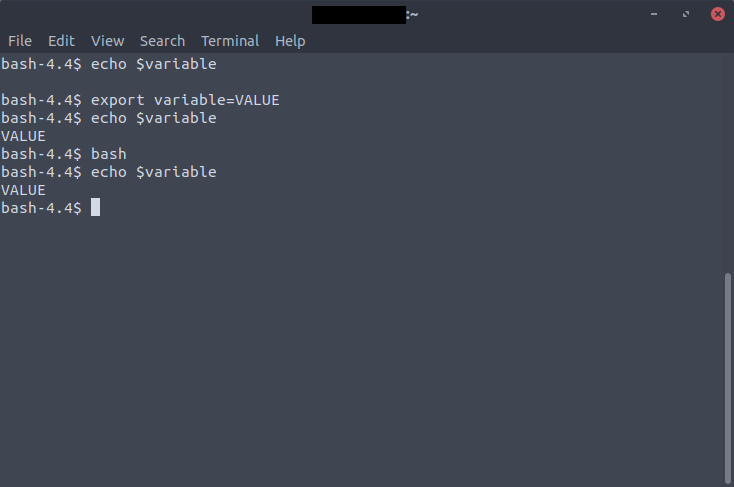 :~
File Edit View Search Terminal Help
bash-4.4$ echo $variable
bash-4.4$ export variable=VALUE
bash-4.4$ echo $variable
VALUE
bash-4.4$ bash
bash-4.4$ echo $variable
VALUE
bash-4.4$